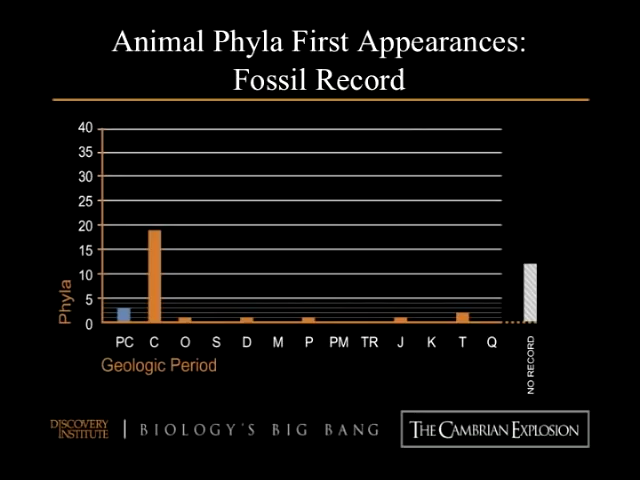 Animal Phyla First Appearances:
Fossil Record
40
35
30
25
20
15
10
5
0
Phyla
PC C O S D M P PM TR J K T Q
NO RECORD
Geologic Period
DISCOVERY
INSTITUTE
BIOLOGY'S BIG BANG
THE CAMBRIAN EXPLOSION